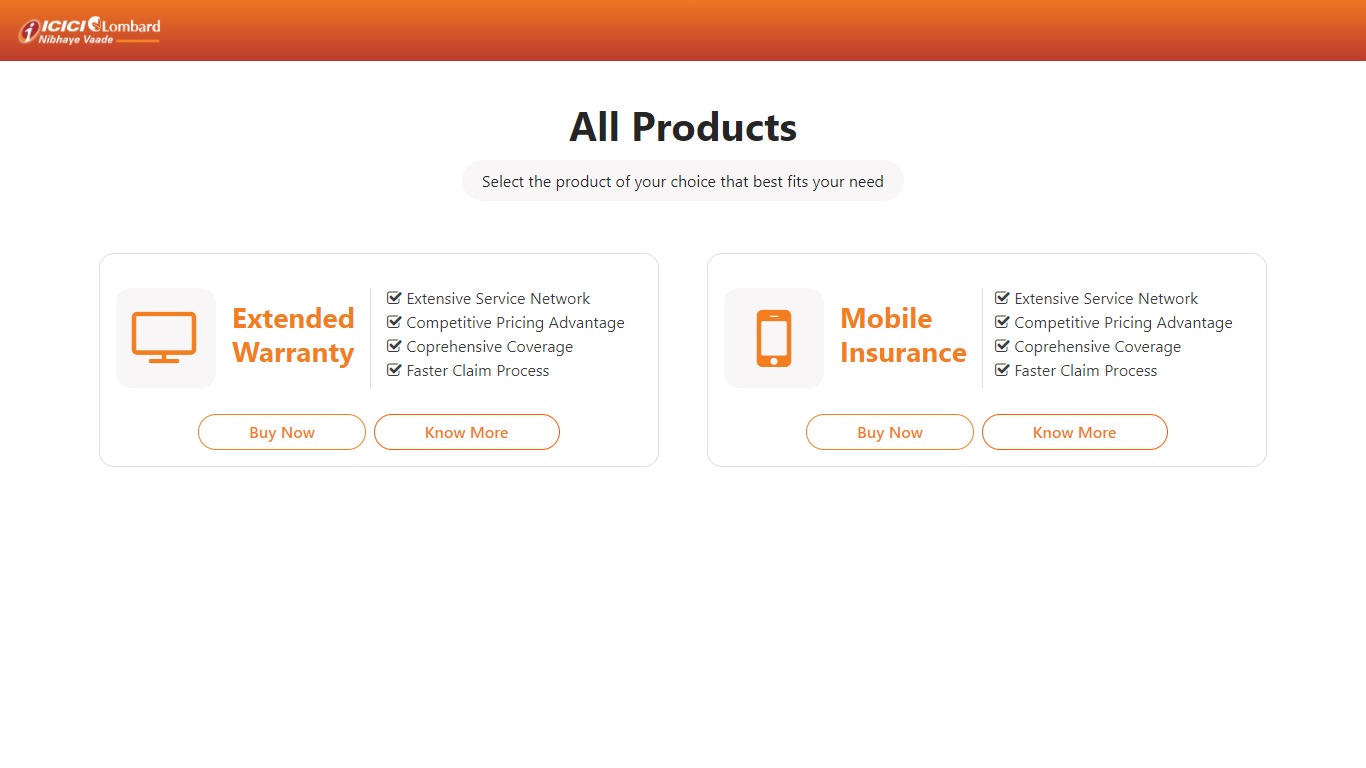 ICICI Lombard
Nibhaye Vaade
All Products
Select the product of your choice that best fits your need
Extended
Warranty
Extensive Service Network
Competitive Pricing Advantage
Coprehensive Coverage
Faster Claim Process
Buy Now
Know More
Mobile
Insurance
Extensive Service Network
Competitive Pricing Advantage
Coprehensive Coverage
Faster Claim Process
Buy Now
Know More